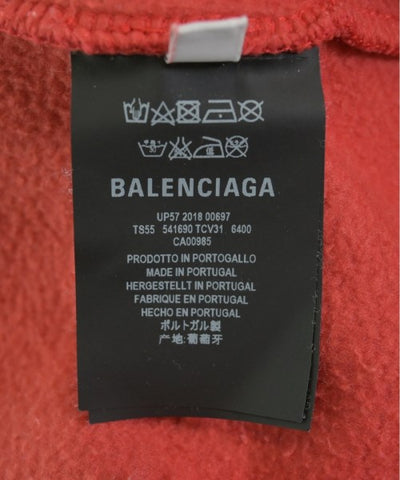 BALENCIAGA
UP57 2018 00697
TS55 541690 TCV31 6400
CA00985
PRODOTTO IN PORTOGALLO
MADE IN PORTUGAL
HERGESTELLT IN PORTUGAL
FABRIQUE EN PORTUGAL
HECHO EN PORTUGAL
ポルトガル製
产地:葡萄牙